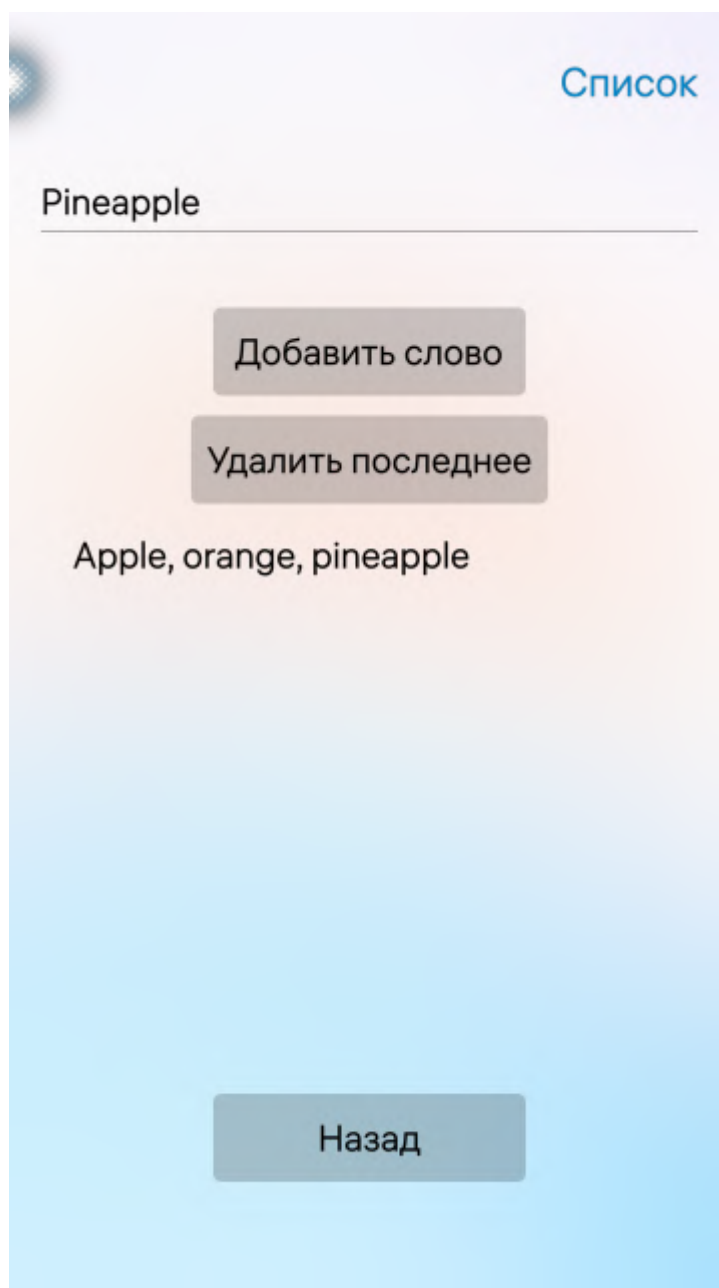 Список
Pineapple
Добавить слово
Удалить последнее
Apple, orange, pineapple
Назад